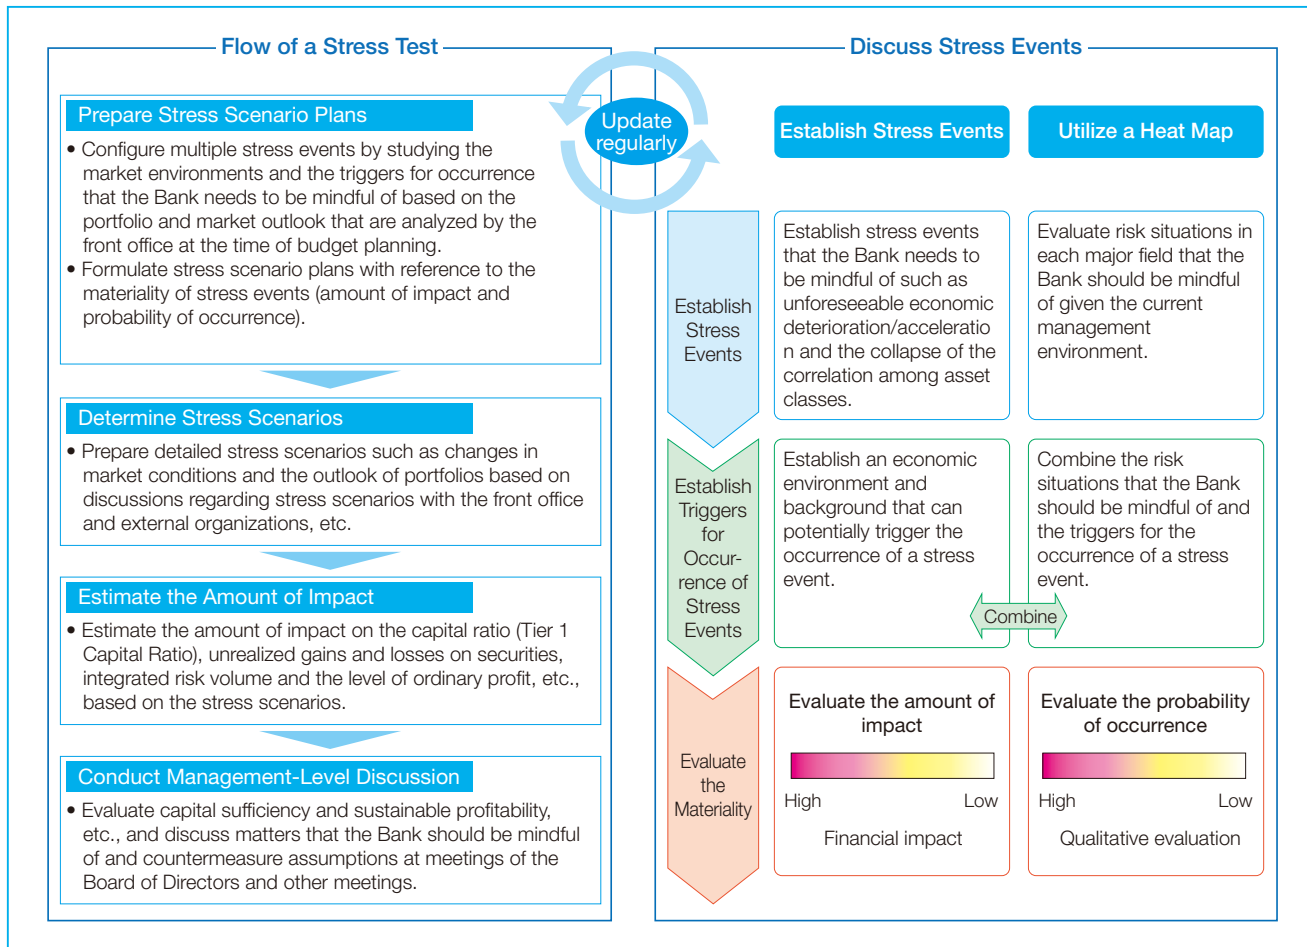 Flow of a Stress Test
Prepare Stress Scenario Plans
• Configure multiple stress events by studying the
market environments and the triggers for occurrence
that the Bank needs to be mindful of based on the
portfolio and market outlook that are analyzed by the
front office at the time of budget planning.
• Formulate stress scenario plans with reference to the
materiality of stress events (amount of impact and
probability of occurrence).
Determine Stress Scenarios
• Prepare detailed stress scenarios such as changes in
market conditions and the outlook of portfolios based on
discussions regarding stress scenarios with the front office
and external organizations, etc.
Estimate the Amount of Impact
• Estimate the amount of impact on the capital ratio (Tier 1
Capital Ratio), unrealized gains and losses on securities,
integrated risk volume and the level of ordinary profit, etc.,
based on the stress scenarios.
Conduct Management-Level Discussion
• Evaluate capital sufficiency and sustainable profitability,
etc., and discuss matters that the Bank should be mindful
of and countermeasure assumptions at meetings of the
Board of Directors and other meetings.
Update
regularly
Discuss Stress Events
Establish Stress Events
Utilize a Heat Map
Establish
Stress
Events
Establish stress events
that the Bank needs to
be mindful of such as
unforeseeable economic
deterioration/acceleratio
n and the collapse of the
correlation among asset
classes.
Evaluate risk situations in
each major field that the
Bank should be mindful
of given the current
management
environment.
Establish
Triggers
for
Occur-
rence of
Stress
Events
Establish an economic
environment and
background that can
potentially trigger the
occurrence of a stress
event.
Combine the risk
situations that the Bank
should be mindful of and
the triggers for the
occurrence of a stress
event.
Combine
Evaluate
the
Materiality
Evaluate the amount of
impact
High Low
Financial impact
Evaluate the probability
of occurrence
High Low
Qualitative evaluation